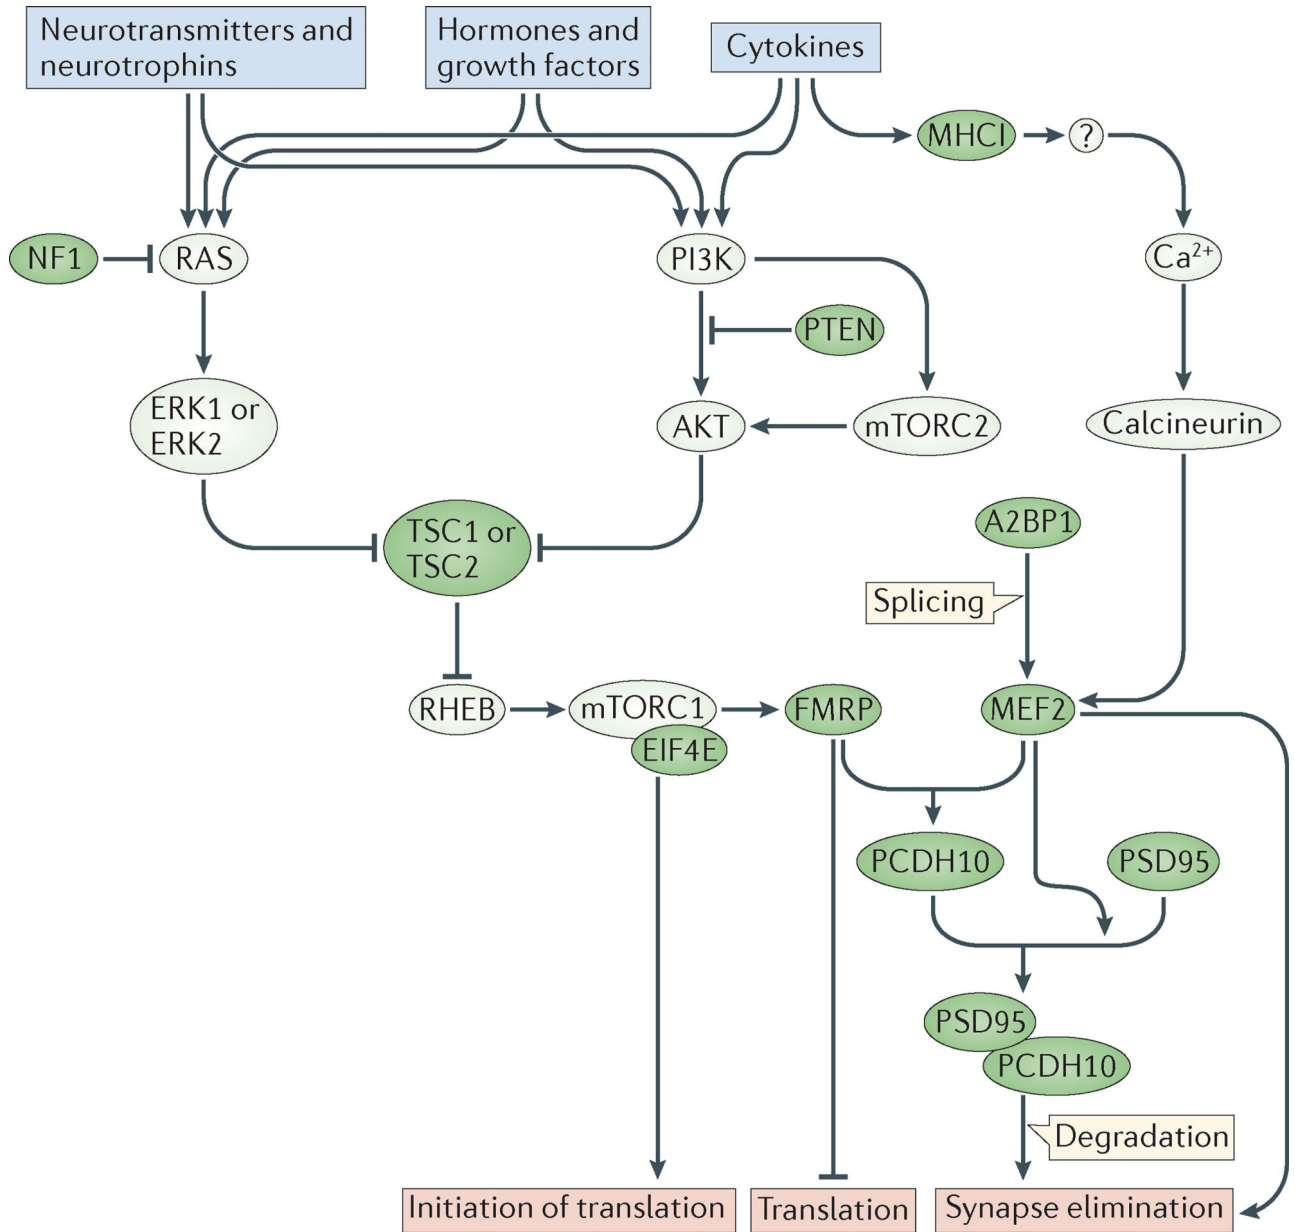 Neurotransmitters and
neurotrophins
Hormones and
growth factors
Cytokines
MHCI
?
NF1
RAS
PI3K
Ca²⁺
PTEN
ERK1 or
ERK2
AKT
mTORC2
Calcineurin
TSC1 or
TSC2
A2BP1
Splicing
RHEB
mTORC1
EIF4E
FMRP
MEF2
PCDH10
PSD95
PSD95
PCDH10
Degradation
Initiation of translation
Translation
Synapse elimination